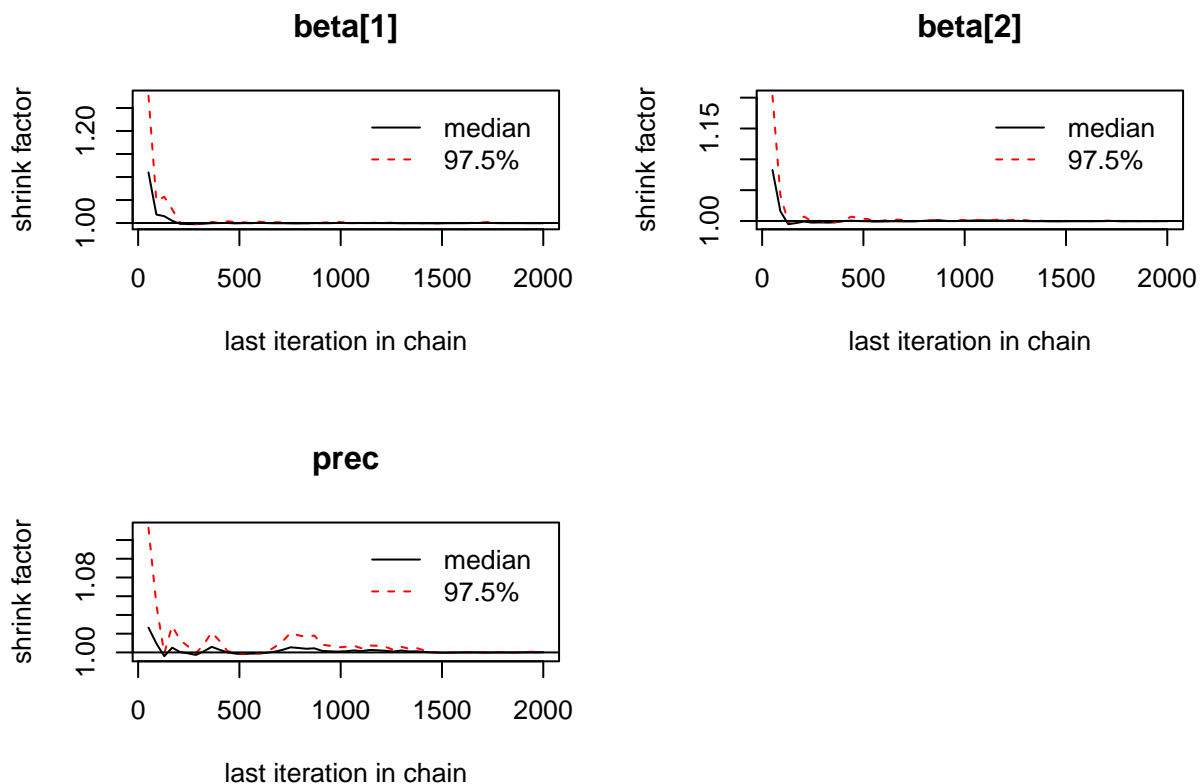 beta[1]
shrink factor
1.00 1.20
median
97.5%
0 500 1000 1500 2000
last iteration in chain
beta[2]
shrink factor
1.00 1.15
median
97.5%
0 500 1000 1500 2000
last iteration in chain
prec
shrink factor
1.00 1.08
median
97.5%
0 500 1000 1500 2000
last iteration in chain